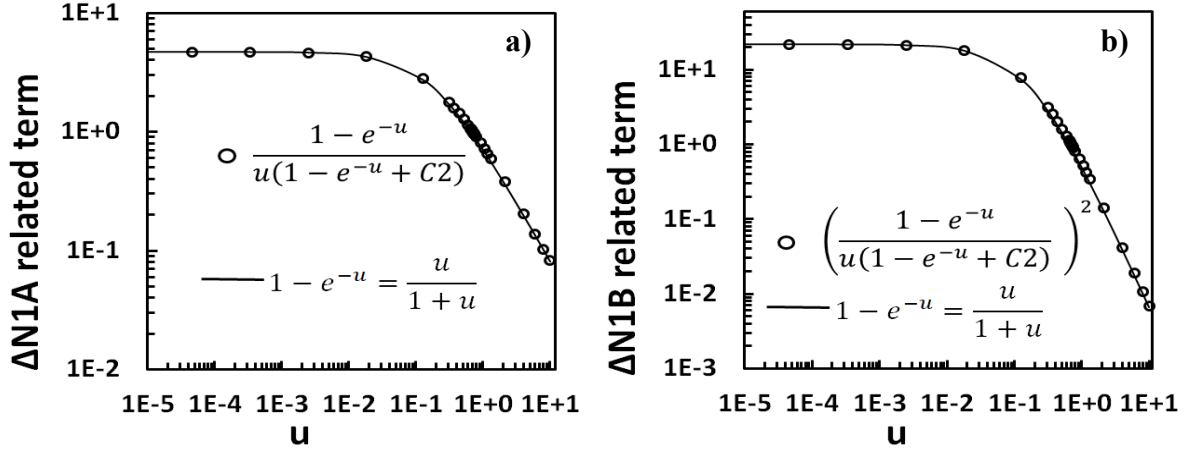 a)
ΔN1A related term
1E+1
1E+0
1E-1
1E-2
1 − e^{−u}
u(1 − e^{−u} + C2)
1 − e^{−u} = u / (1 + u)
1E-5 1E-4 1E-3 1E-2 1E-1 1E+0 1E+1
u
b)
ΔN1B related term
1E+1
1E+0
1E-1
1E-2
1E-3
(1 − e^{−u} / u(1 − e^{−u} + C2))^2
1 − e^{−u} = u / (1 + u)
1E-5 1E-4 1E-3 1E-2 1E-1 1E+0 1E+1
u